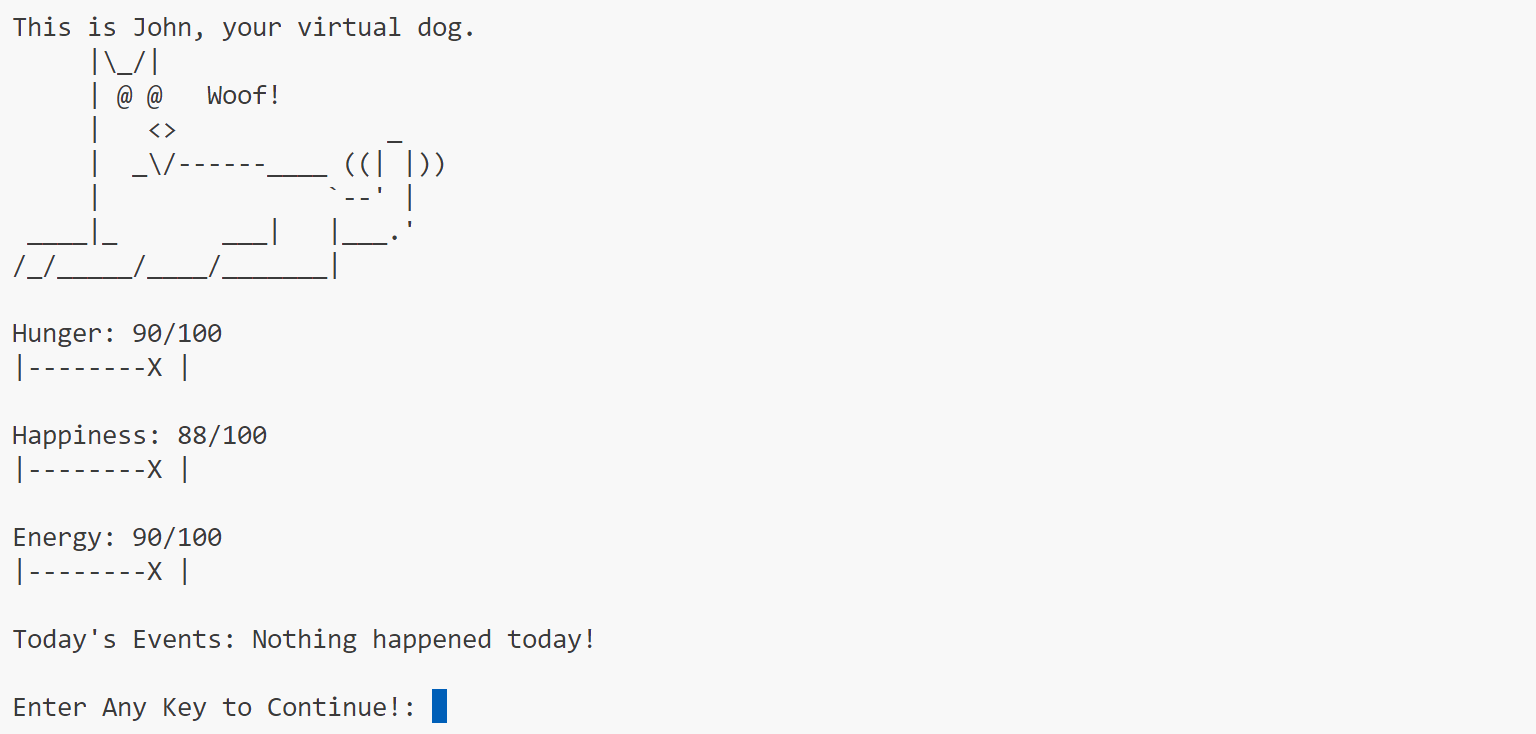 This is John, your virtual dog.
     |\_/|
     | @ @   Woof!
     |   <>              _
     |  _\/------____ ((| |))
     |               `--' |
 ____|_       ___|   |___.'
/_/_____/____/_______|
Hunger: 90/100
|--------X |
Happiness: 88/100
|--------X |
Energy: 90/100
|--------X |
Today's Events: Nothing happened today!
Enter Any Key to Continue!: